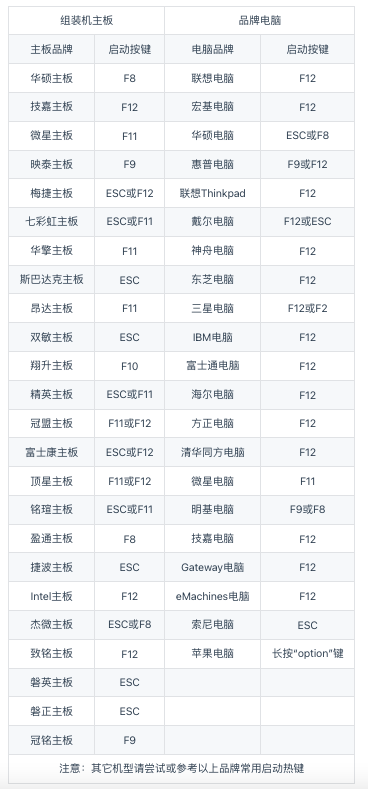 组装机主板 品牌电脑
主板品牌 启动按键 电脑品牌 启动按键
华硕主板 F8 联想电脑 F12
技嘉主板 F12 宏基电脑 F12
微星主板 F11 华硕电脑 ESC或F8
映泰主板 F9 惠普电脑 F9或F12
梅捷主板 ESC或F12 联想Thinkpad F12
七彩虹主板 ESC或F11 戴尔电脑 F12或ESC
华擎主板 F11 神舟电脑 F12
斯巴达克主板 ESC 东芝电脑 F12
昂达主板 F11 三星电脑 F12或F2
双敏主板 ESC IBM电脑 F12
翔升主板 F10 富士通电脑 F12
精英主板 ESC或F11 海尔电脑 F12
冠盟主板 F11或F12 方正电脑 F12
富士康主板 ESC或F12 清华同方电脑 F12
顶星主板 F11或F12 微星电脑 F11
铭瑄主板 ESC或F11 明基电脑 F9或F8
盈通主板 F8 技嘉电脑 F12
捷波主板 ESC Gateway电脑 F12
Intel主板 F12 eMachines电脑 F12
杰微主板 ESC或F8 索尼电脑 ESC
致铭主板 F12 苹果电脑 长按“option”键
磐英主板 ESC
磐正主板 ESC
冠铭主板 F9
注意：其它机型请尝试或参考以上品牌常用启动热键